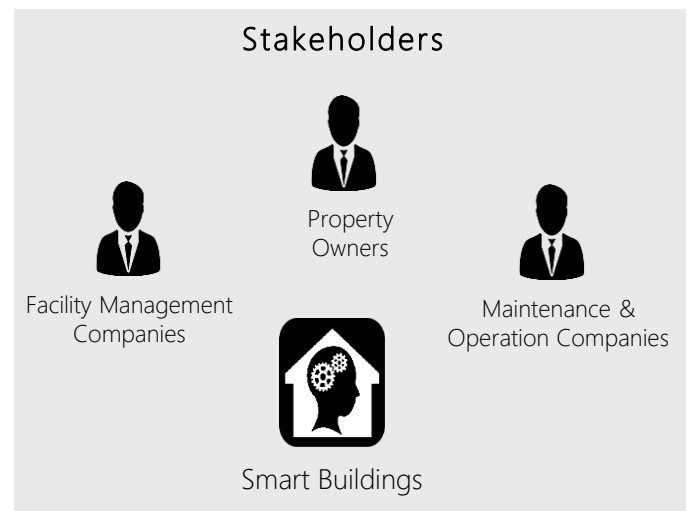 Stakeholders
Property
Owners
Facility Management
Companies
Maintenance &
Operation Companies
Smart Buildings